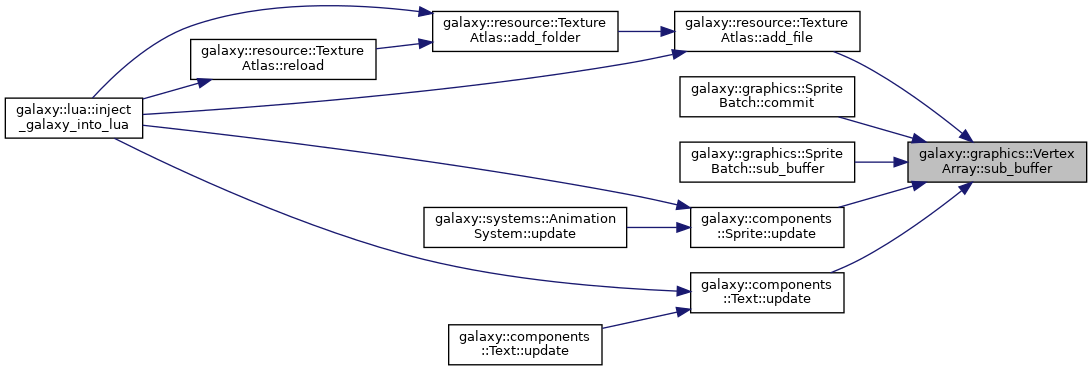 galaxy::resource::Texture
Atlas::add_folder
galaxy::resource::Texture
Atlas::add_file
galaxy::resource::Texture
Atlas::reload
galaxy::graphics::Sprite
Batch::commit
galaxy::lua::inject
_galaxy_into_lua
galaxy::graphics::Sprite
Batch::sub_buffer
galaxy::graphics::Vertex
Array::sub_buffer
galaxy::systems::Animation
System::update
galaxy::components
::Sprite::update
galaxy::components
::Text::update
galaxy::components
::Text::update